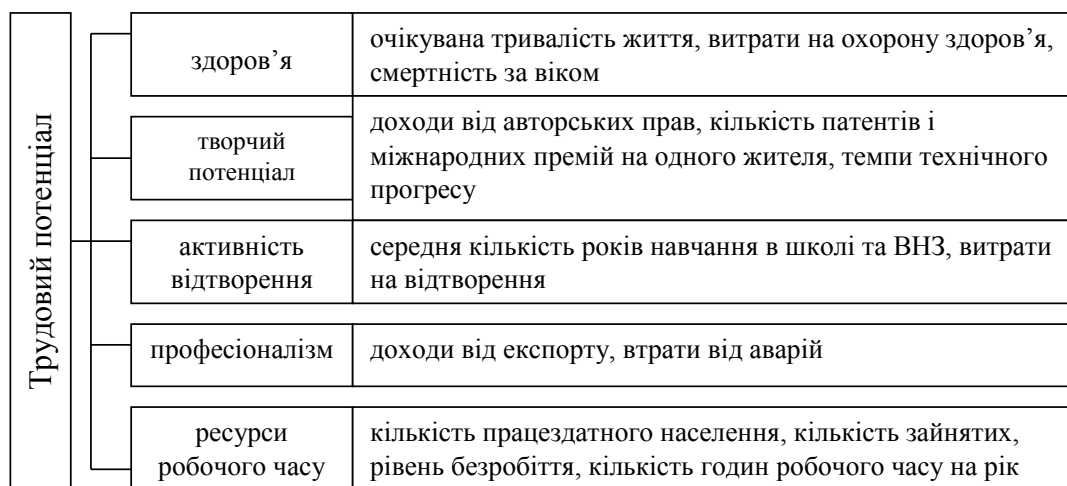 Трудовий потенціал
здоров’я
очікувана тривалість життя, витрати на охорону здоров’я,
смертність за віком
творчий
потенціал
доходи від авторських прав, кількість патентів і
міжнародних премій на одного жителя, темпи технічного
прогресу
активність
відтворення
середня кількість років навчання в школі та ВНЗ, витрати
на відтворення
професіоналізм
доходи від експорту, втрати від аварій
ресурси
робочого часу
кількість працездатного населення, кількість зайнятих,
рівень безробіття, кількість годин робочого часу на рік